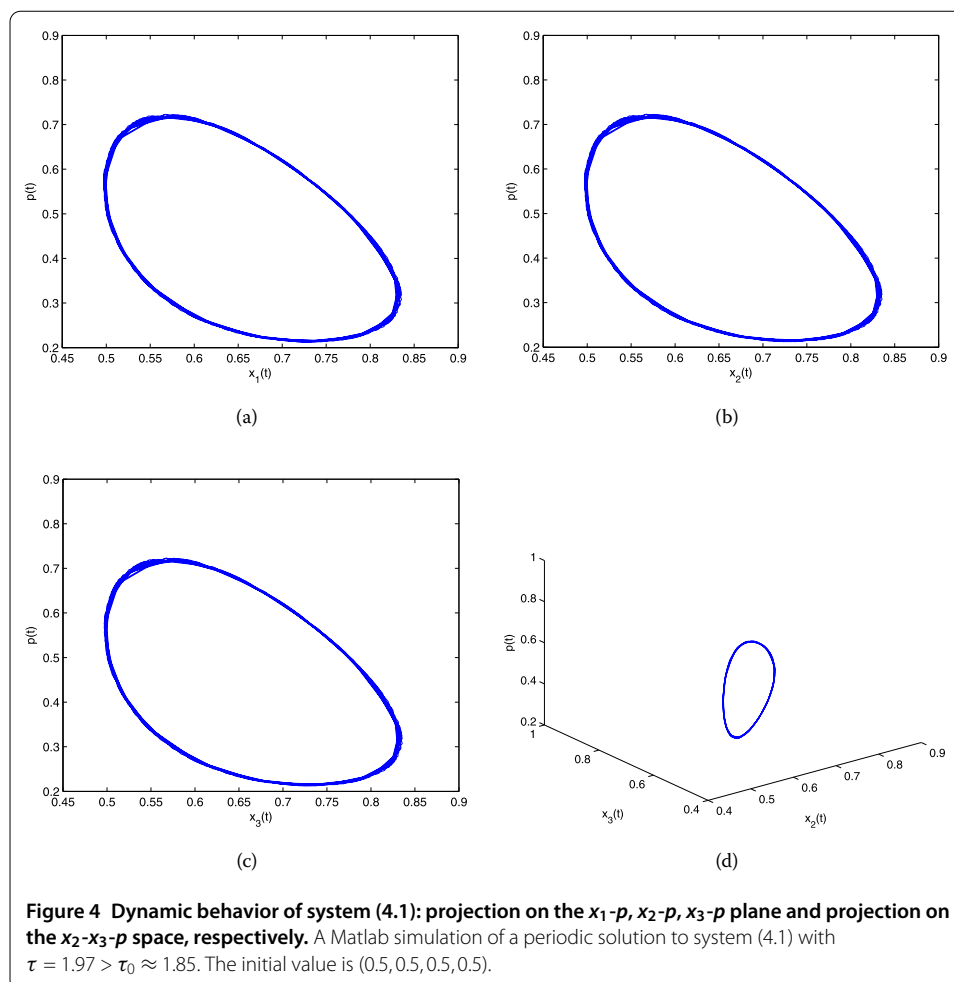 0.9
0.8
0.7
0.6
0.5
0.4
0.3
0.2
p(t)
0.45 0.5 0.55 0.6 0.65 0.7 0.75 0.8 0.85 0.9
x_1(t)
(a)
0.9
0.8
0.7
0.6
0.5
0.4
0.3
0.2
p(t)
0.45 0.5 0.55 0.6 0.65 0.7 0.75 0.8 0.85 0.9
x_2(t)
(b)
0.9
0.8
0.7
0.6
0.5
0.4
0.3
0.2
p(t)
0.45 0.5 0.55 0.6 0.65 0.7 0.75 0.8 0.85 0.9
x_3(t)
(c)
1
0.8
0.6
0.4
0.2
p(t)
1
0.8
0.6
0.4
x_3(t)
0.4 0.5 0.6 0.7 0.8 0.9
x_2(t)
(d)
Figure 4 Dynamic behavior of system (4.1): projection on the x₁-p, x₂-p, x₃-p plane and projection on
the x₂-x₃-p space, respectively. A Matlab simulation of a periodic solution to system (4.1) with
τ = 1.97 > τ₀ ≈ 1.85. The initial value is (0.5, 0.5, 0.5, 0.5).